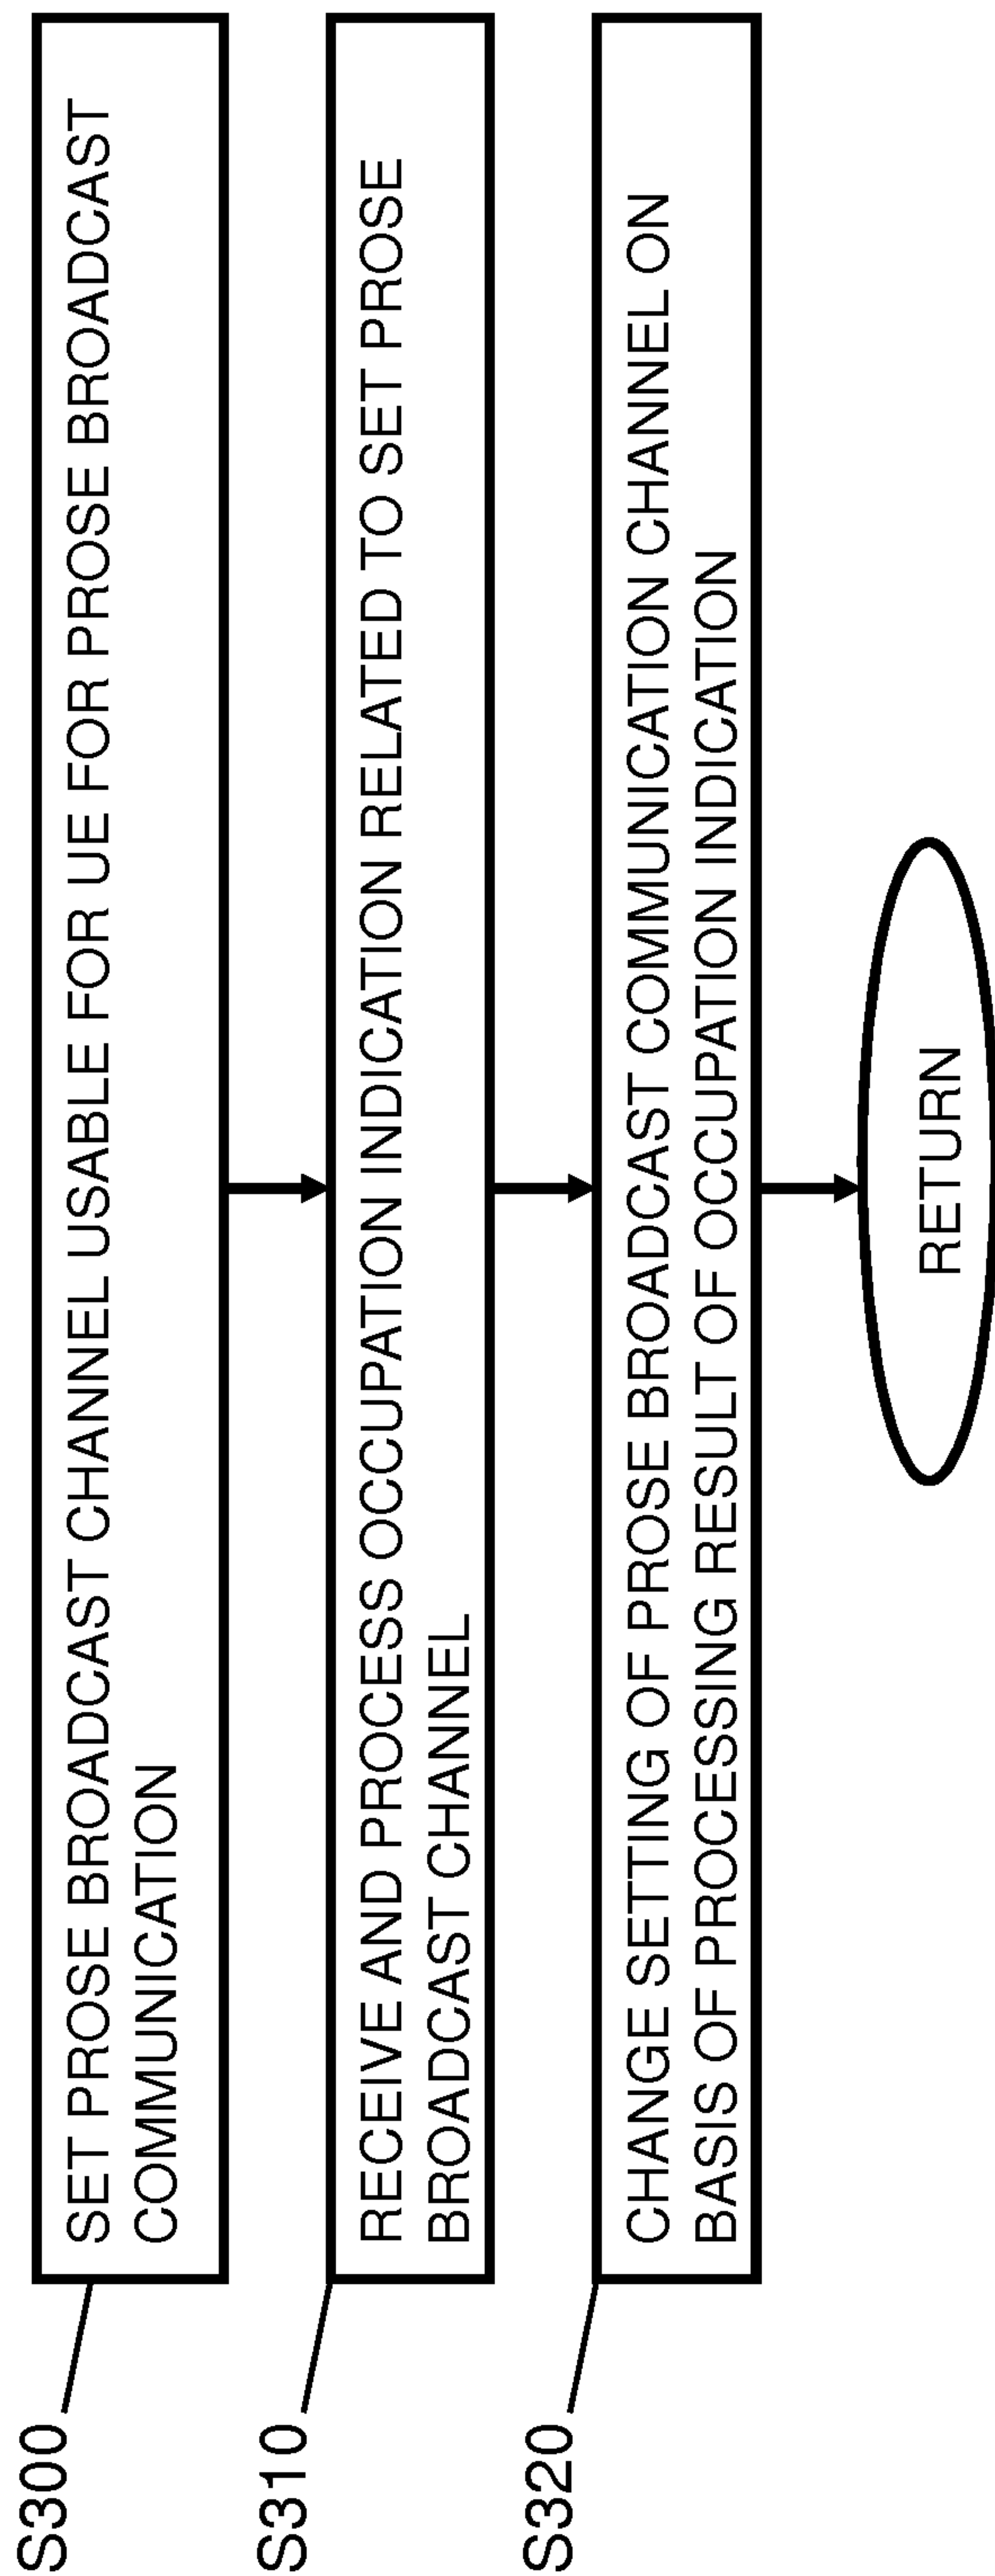 S300
SET PROSE BROADCAST CHANNEL USABLE FOR UE FOR PROSE BROADCAST
COMMUNICATION
S310
RECEIVE AND PROCESS OCCUPATION INDICATION RELATED TO SET PROSE
BROADCAST CHANNEL
S320
CHANGE SETTING OF PROSE BROADCAST COMMUNICATION CHANNEL ON
BASIS OF PROCESSING RESULT OF OCCUPATION INDICATION
RETURN